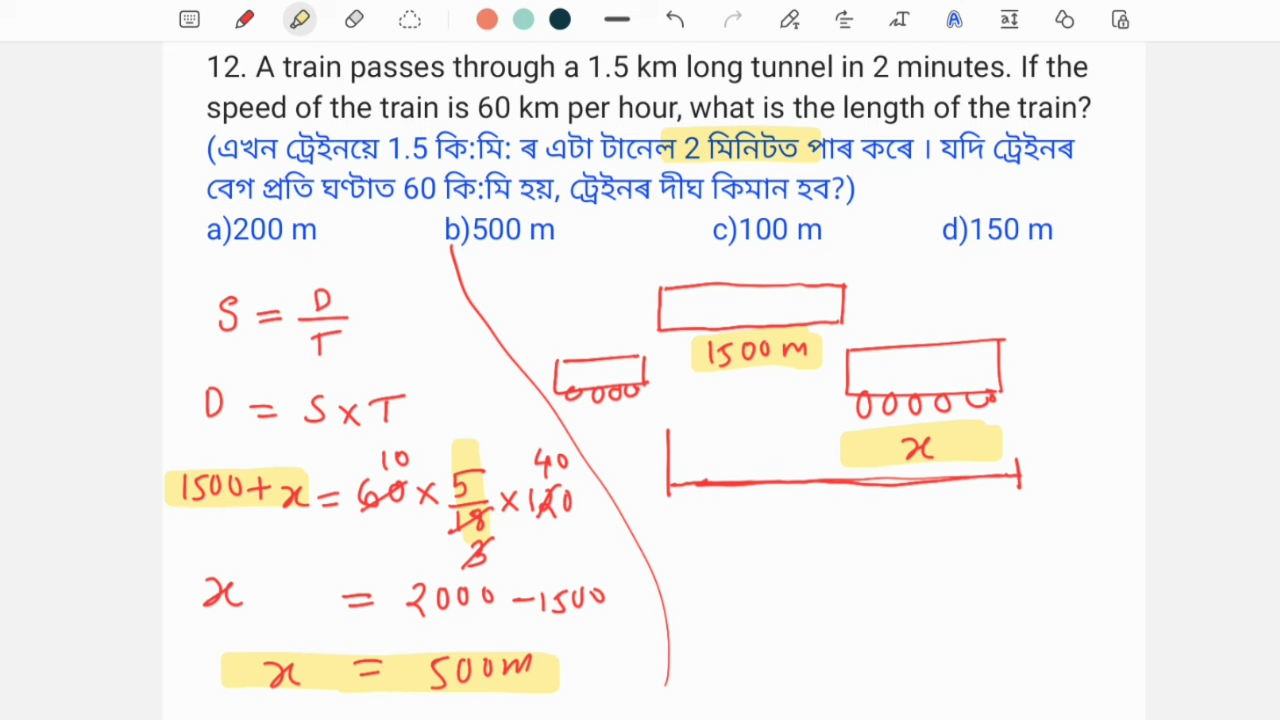 12. A train passes through a 1.5 km long tunnel in 2 minutes. If the
speed of the train is 60 km per hour, what is the length of the train?
(এখন ট্ৰেইনয়ে 1.5 কি:মি: ৰ এটা টানেল 2 মিনিটত পাৰ কৰে । যদি ট্ৰেইনৰ
বেগ প্ৰতি ঘণ্টাত 60 কি:মি হয়, ট্ৰেইনৰ দীঘ কিমান হব?)
a)200 m b)500 m c)100 m d)150 m
S = D/T
D = S × T
10 40
1500 + x = 60 × 5/18 × 120
3
x = 2000 - 1500
x = 500m
1500 m
x